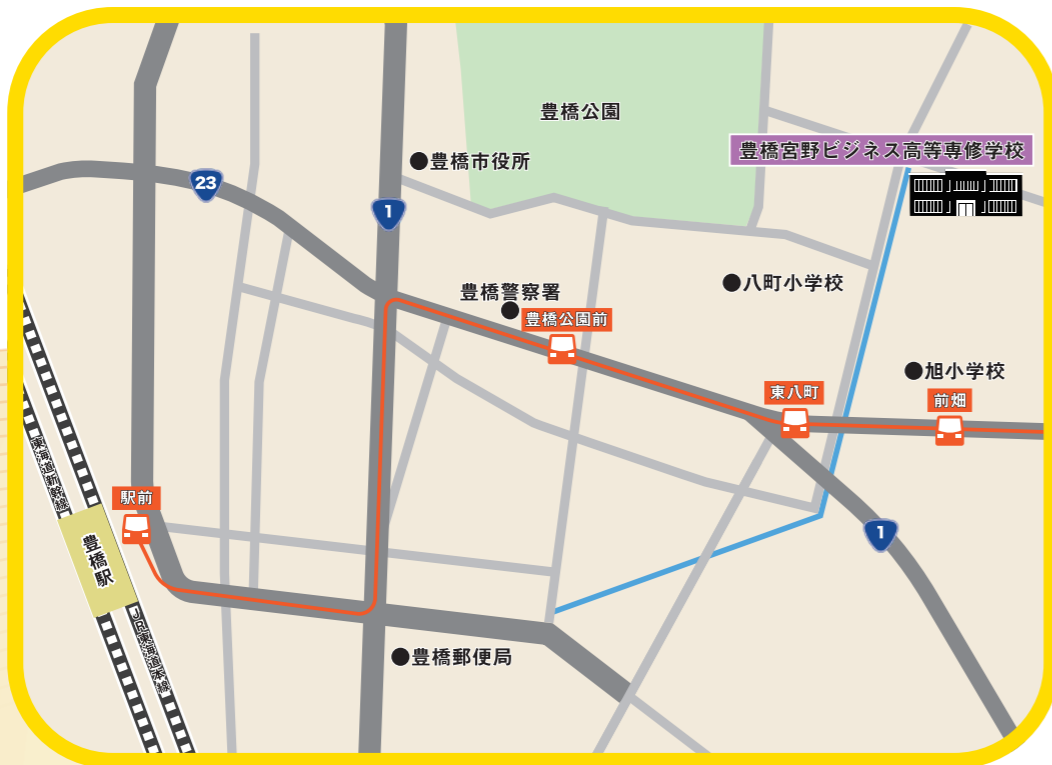 豊橋公園
豊橋市役所
豊橋宮野ビジネス高等専修学校
23
1
八町小学校
豊橋警察署
豊橋公園前
旭小学校
東八町
前畑
東海道新幹線
駅前
豊橋駅
1
JR東海道本線
豊橋郵便局